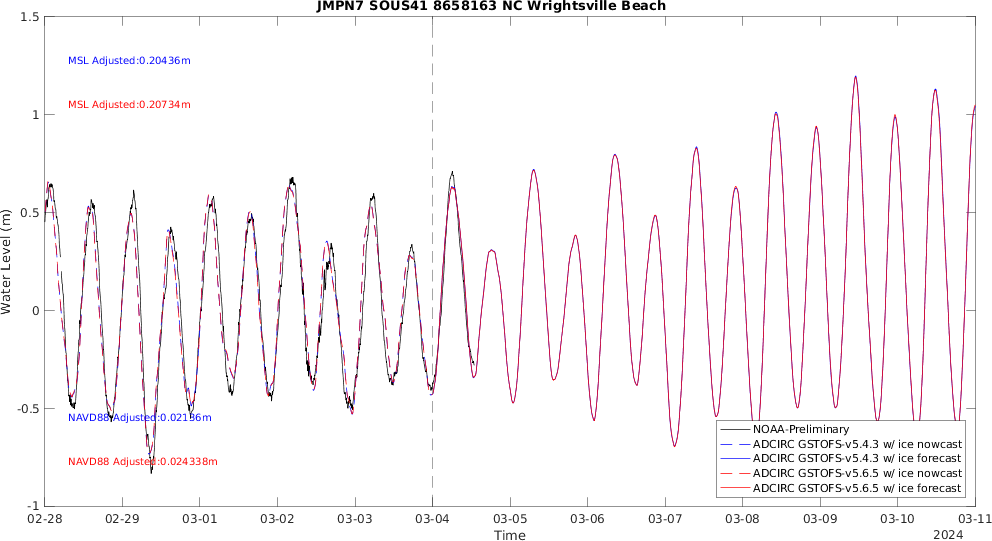 JMPN7 SOUS41 8658163 NC Wrightsville Beach
1.5
1
0.5
0
-0.5
-1
Water Level (m)
MSL Adjusted:0.20436m
MSL Adjusted:0.20734m
NAVD88 Adjusted:0.02136m
NAVD88 Adjusted:0.024338m
NOAA-Preliminary
ADCIRC GSTOFS-v5.4.3 w/ ice nowcast
ADCIRC GSTOFS-v5.4.3 w/ ice forecast
ADCIRC GSTOFS-v5.6.5 w/ ice nowcast
ADCIRC GSTOFS-v5.6.5 w/ ice forecast
02-28 02-29 03-01 03-02 03-03 03-04 03-05 03-06 03-07 03-08 03-09 03-10 03-11
Time
2024